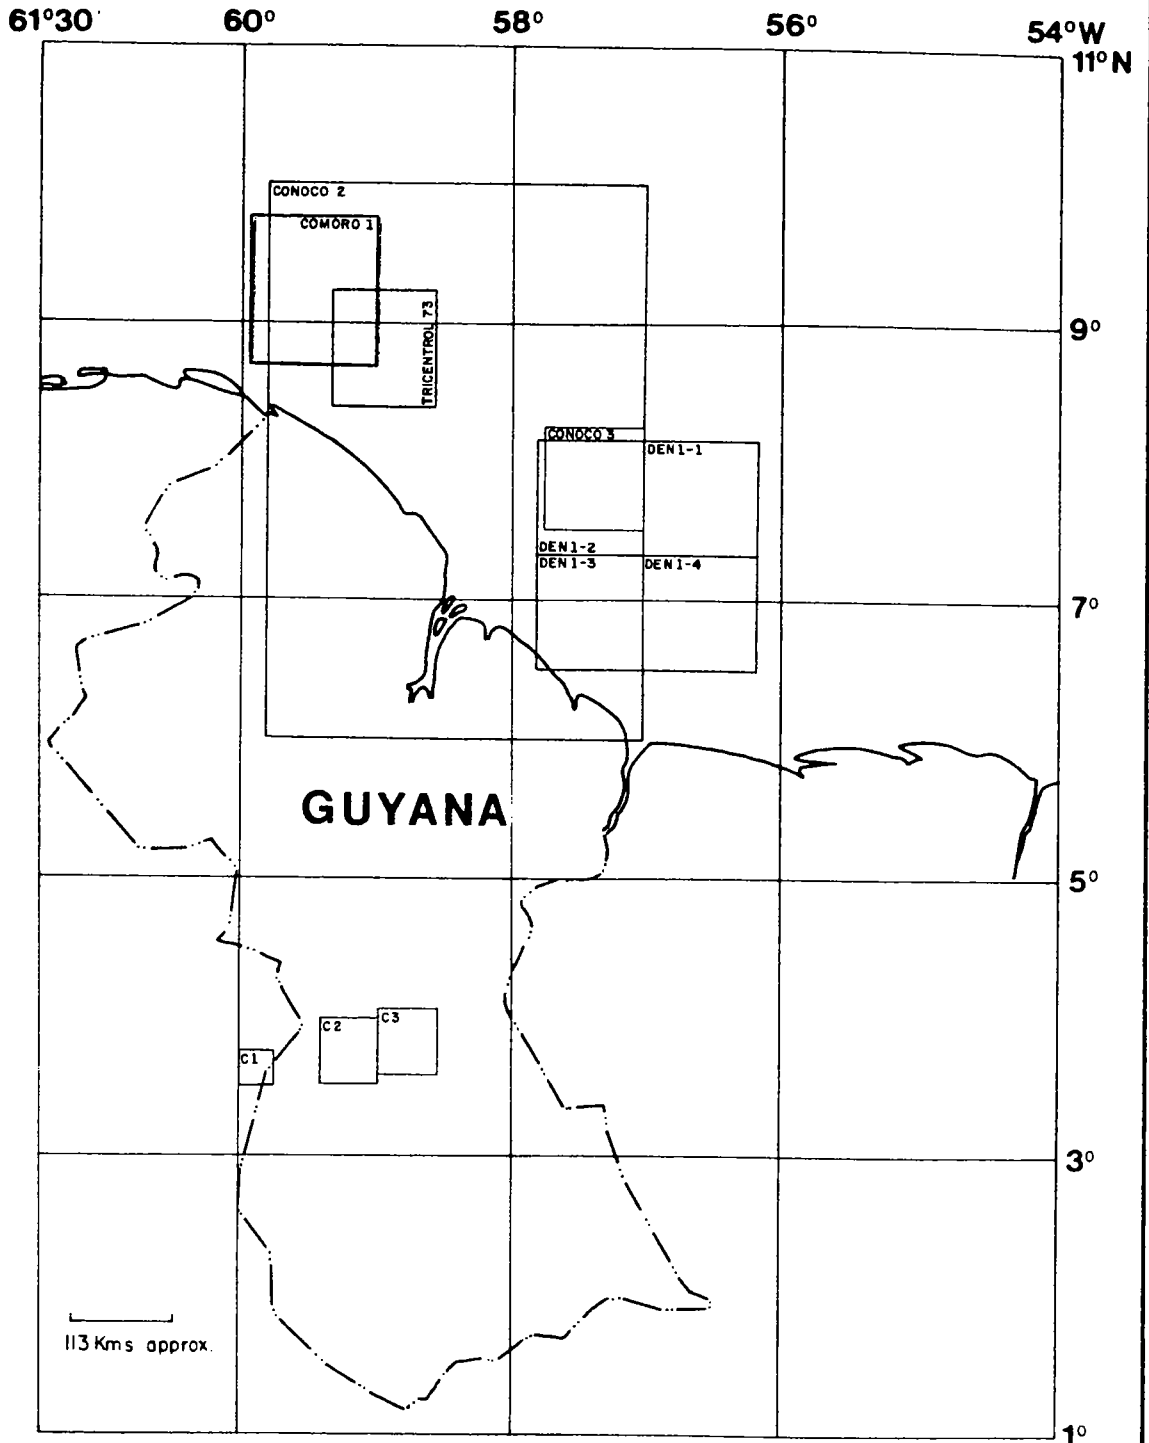 61°30' 60° 58° 56° 54°W
11°N
CONOCO 2
COMORO 1
TRICENTROL 73
9°
CONOCO 3
DEN 1-1
DEN 1-2
DEN 1-3
DEN 1-4
7°
GUYANA
5°
C1
C2
C3
3°
113 Kms approx.
1°